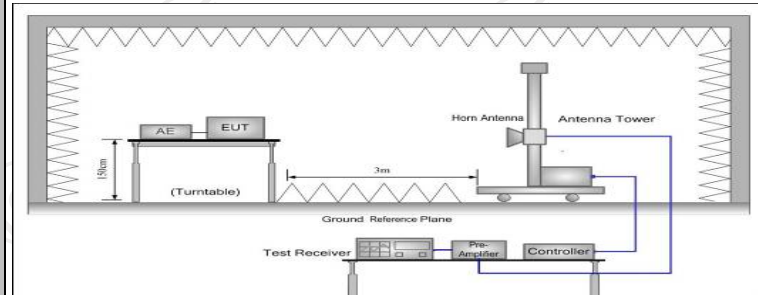 Horn Antenna
Antenna Tower
AE
EUT
150cm
3m
(Turntable)
Ground Reference Plane
Test Receiver
Pre-
Amplifier
Controller